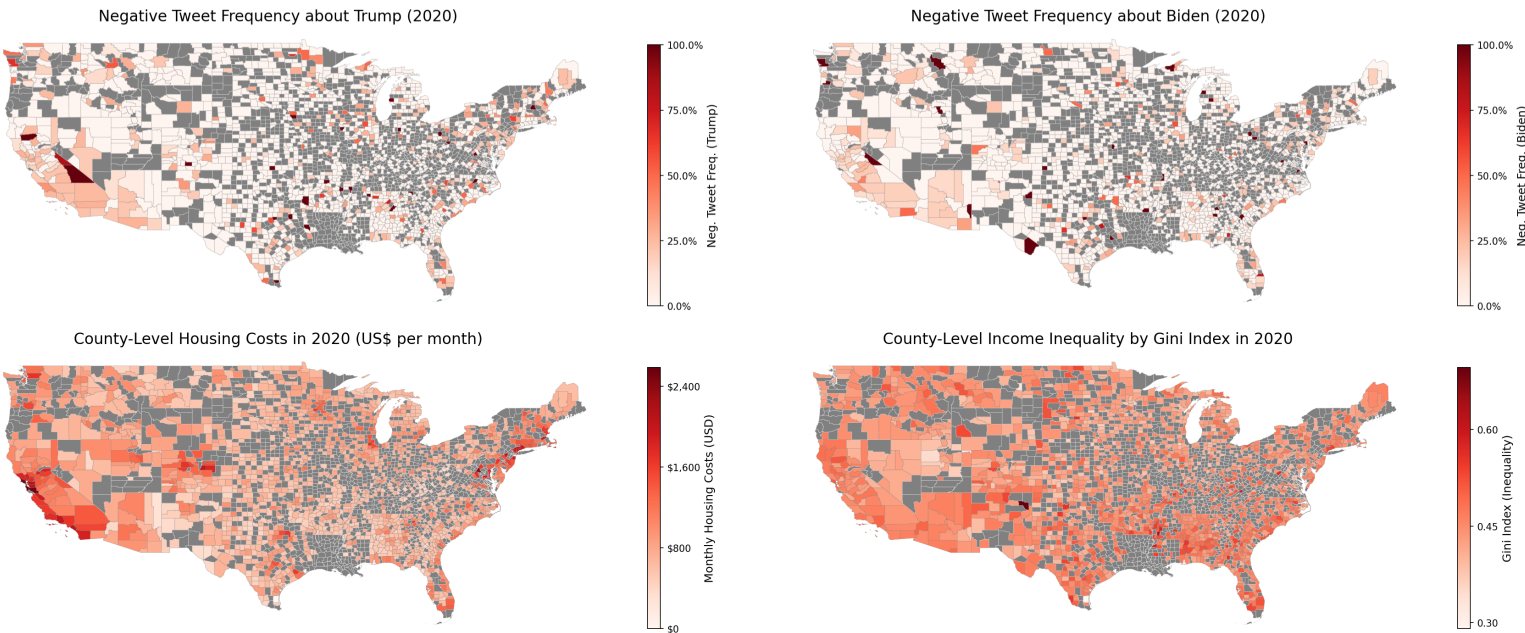 Negative Tweet Frequency about Trump (2020)
100.0%
75.0%
50.0%
25.0%
0.0%
Neg. Tweet Freq. (Trump)
Negative Tweet Frequency about Biden (2020)
100.0%
75.0%
50.0%
25.0%
0.0%
Neg. Tweet Freq. (Biden)
County-Level Housing Costs in 2020 (US$ per month)
$2,400
$1,600
$800
$0
Monthly Housing Costs (USD)
County-Level Income Inequality by Gini Index in 2020
0.60
0.45
0.30
Gini Index (Inequality)